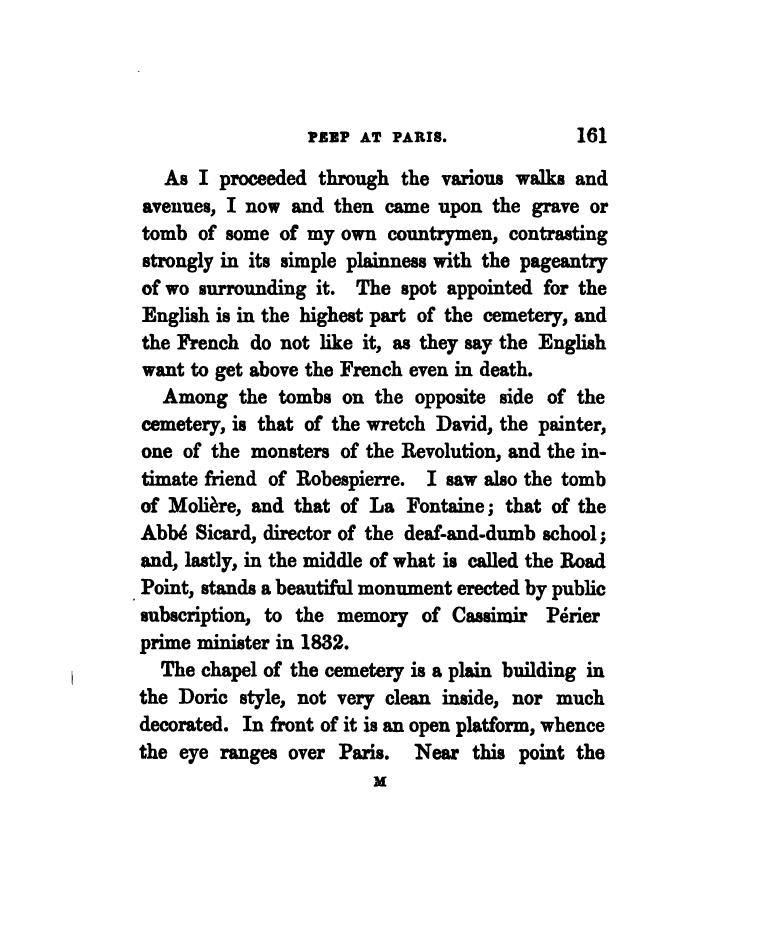 PEEP AT PARIS. 161
As I proceeded through the various walks and
avenues, I now and then came upon the grave or
tomb of some of my own countrymen, contrasting
strongly in its simple plainness with the pageantry
of wo surrounding it. The spot appointed for the
English is in the highest part of the cemetery, and
the French do not like it, as they say the English
want to get above the French even in death.
Among the tombs on the opposite side of the
cemetery, is that of the wretch David, the painter,
one of the monsters of the Revolution, and the in-
timate friend of Robespierre. I saw also the tomb
of Molière, and that of La Fontaine; that of the
Abbé Sicard, director of the deaf-and-dumb school;
and, lastly, in the middle of what is called the Road
Point, stands a beautiful monument erected by public
subscription, to the memory of Cassimir Périer
prime minister in 1832.
The chapel of the cemetery is a plain building in
the Doric style, not very clean inside, nor much
decorated. In front of it is an open platform, whence
the eye ranges over Paris. Near this point the
M